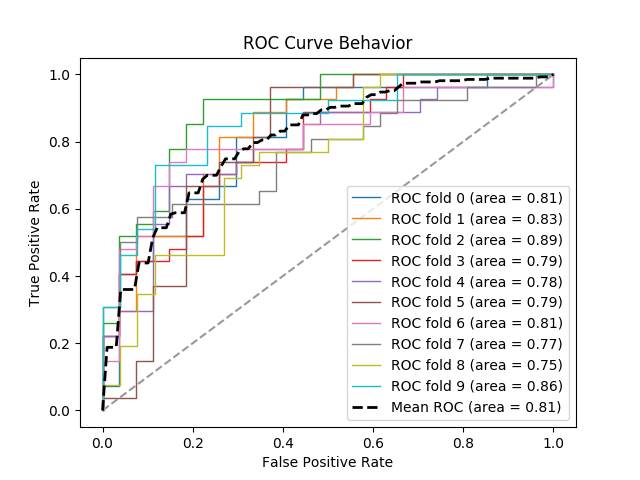 ROC Curve Behavior
1.0
0.8
0.6
0.4
0.2
0.0
True Positive Rate
ROC fold 0 (area = 0.81)
ROC fold 1 (area = 0.83)
ROC fold 2 (area = 0.89)
ROC fold 3 (area = 0.79)
ROC fold 4 (area = 0.78)
ROC fold 5 (area = 0.79)
ROC fold 6 (area = 0.81)
ROC fold 7 (area = 0.77)
ROC fold 8 (area = 0.75)
ROC fold 9 (area = 0.86)
Mean ROC (area = 0.81)
0.0 0.2 0.4 0.6 0.8 1.0
False Positive Rate